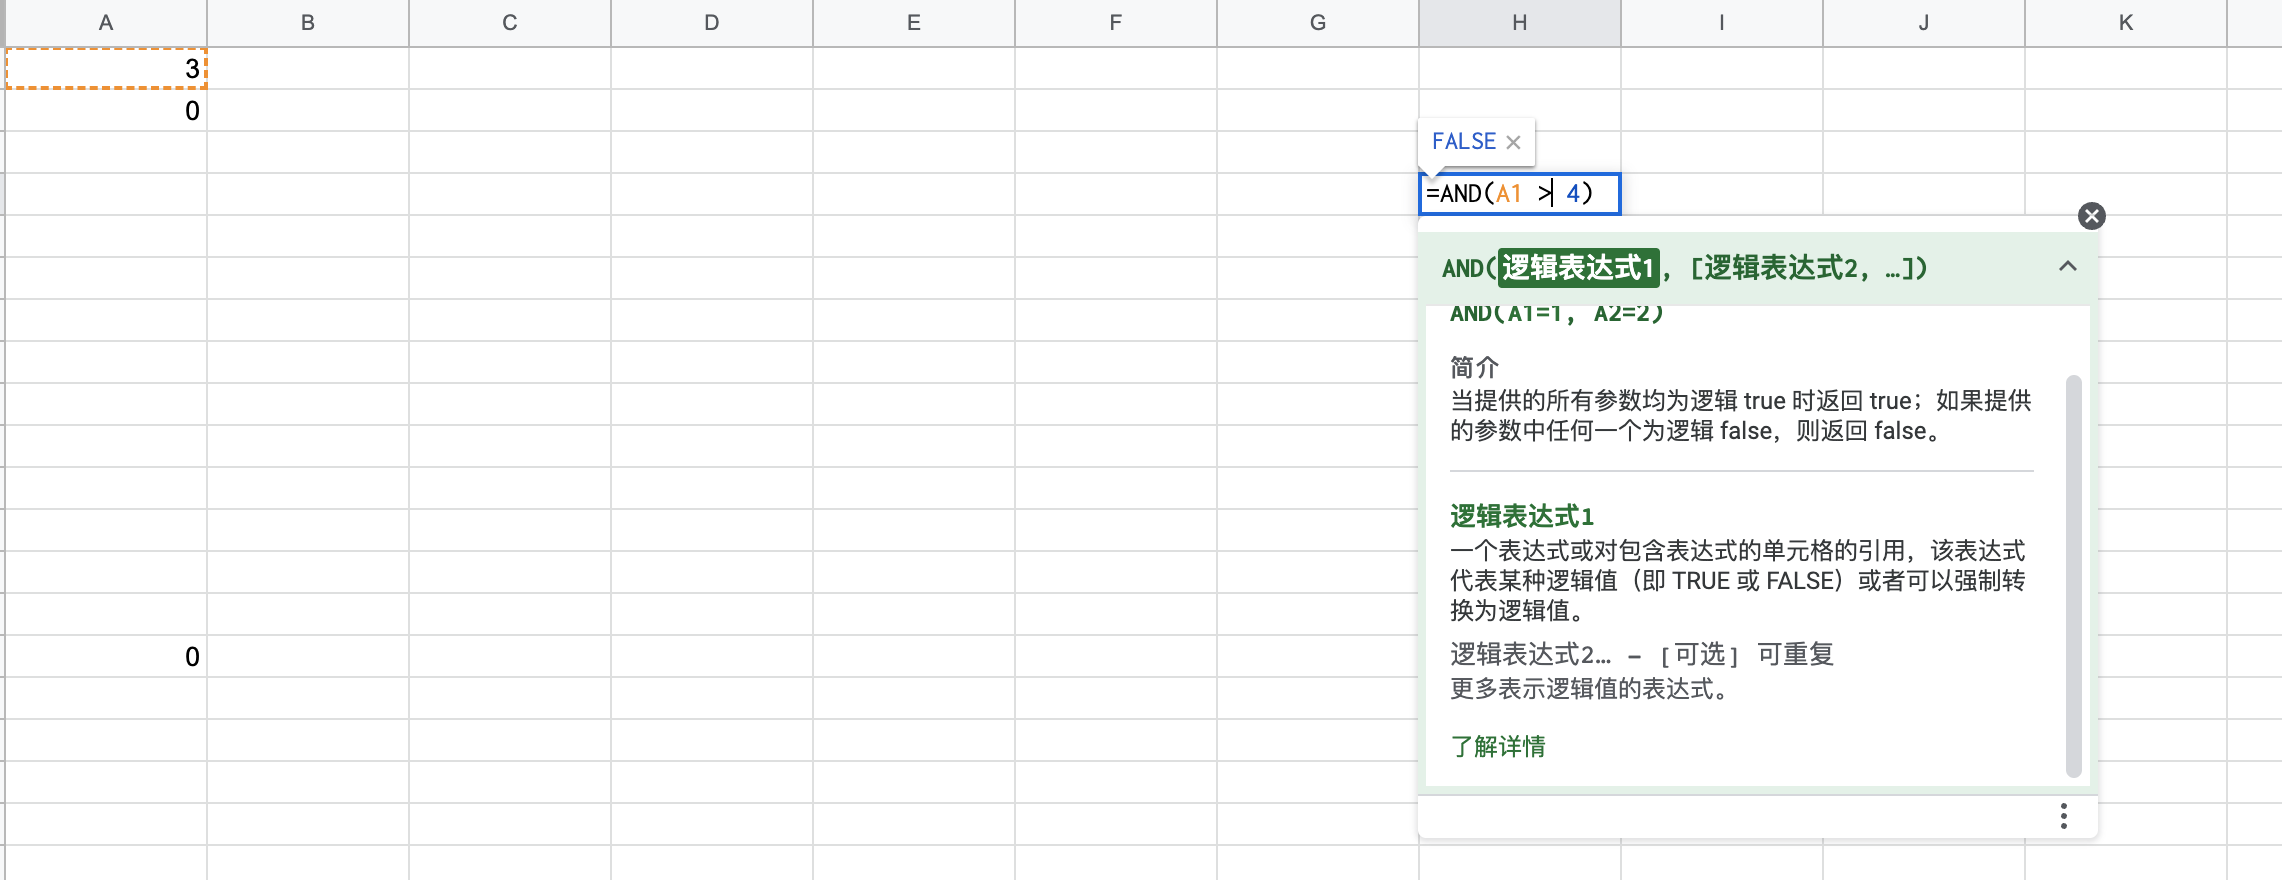 A B C D E F G H I J K
3
0
FALSE ×
=AND(A1 > 4)
AND(逻辑表达式1, [逻辑表达式2, …])
AND(A1=1, A2=2)
简介
当提供的所有参数均为逻辑 true 时返回 true；如果提供
的参数中任何一个为逻辑 false，则返回 false。
逻辑表达式1
一个表达式或对包含表达式的单元格的引用，该表达式
代表某种逻辑值（即 TRUE 或 FALSE）或者可以强制转
换为逻辑值。
0
逻辑表达式2… – [可选] 可重复
更多表示逻辑值的表达式。
了解详情